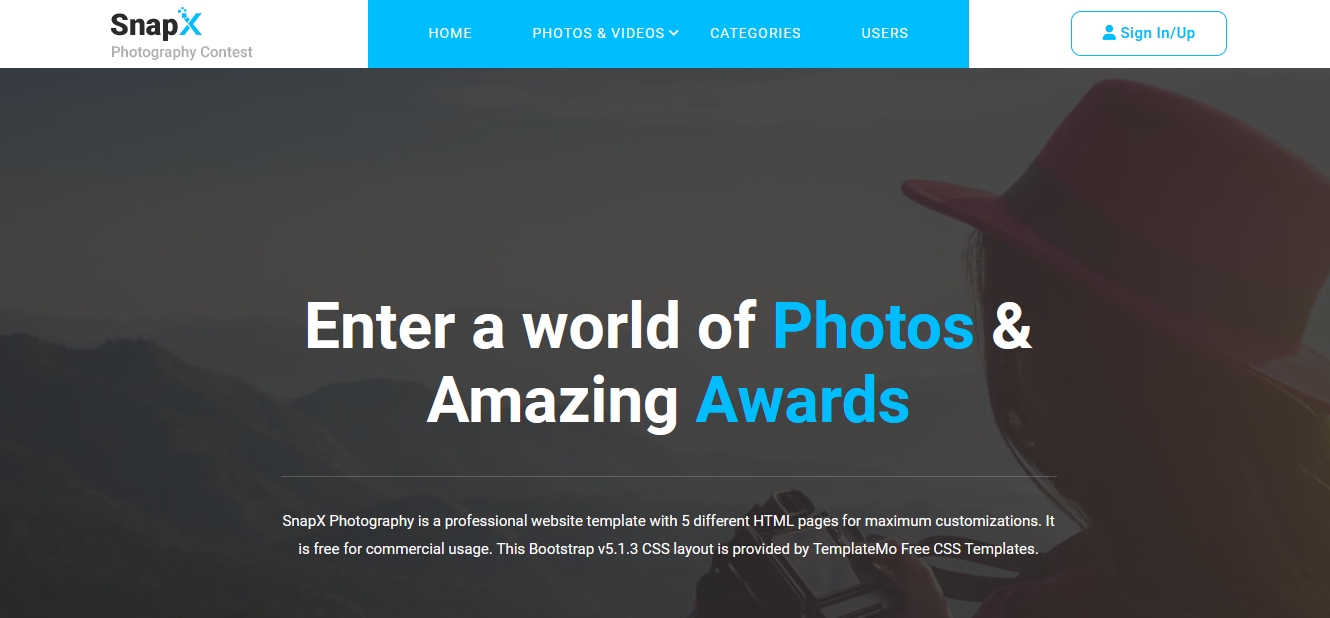 SnapX
Photography Contest
HOME PHOTOS & VIDEOS CATEGORIES USERS
Sign In/Up
Enter a world of Photos &
Amazing Awards
SnapX Photography is a professional website template with 5 different HTML pages for maximum customizations. It
is free for commercial usage. This Bootstrap v5.1.3 CSS layout is provided by TemplateMo Free CSS Templates.